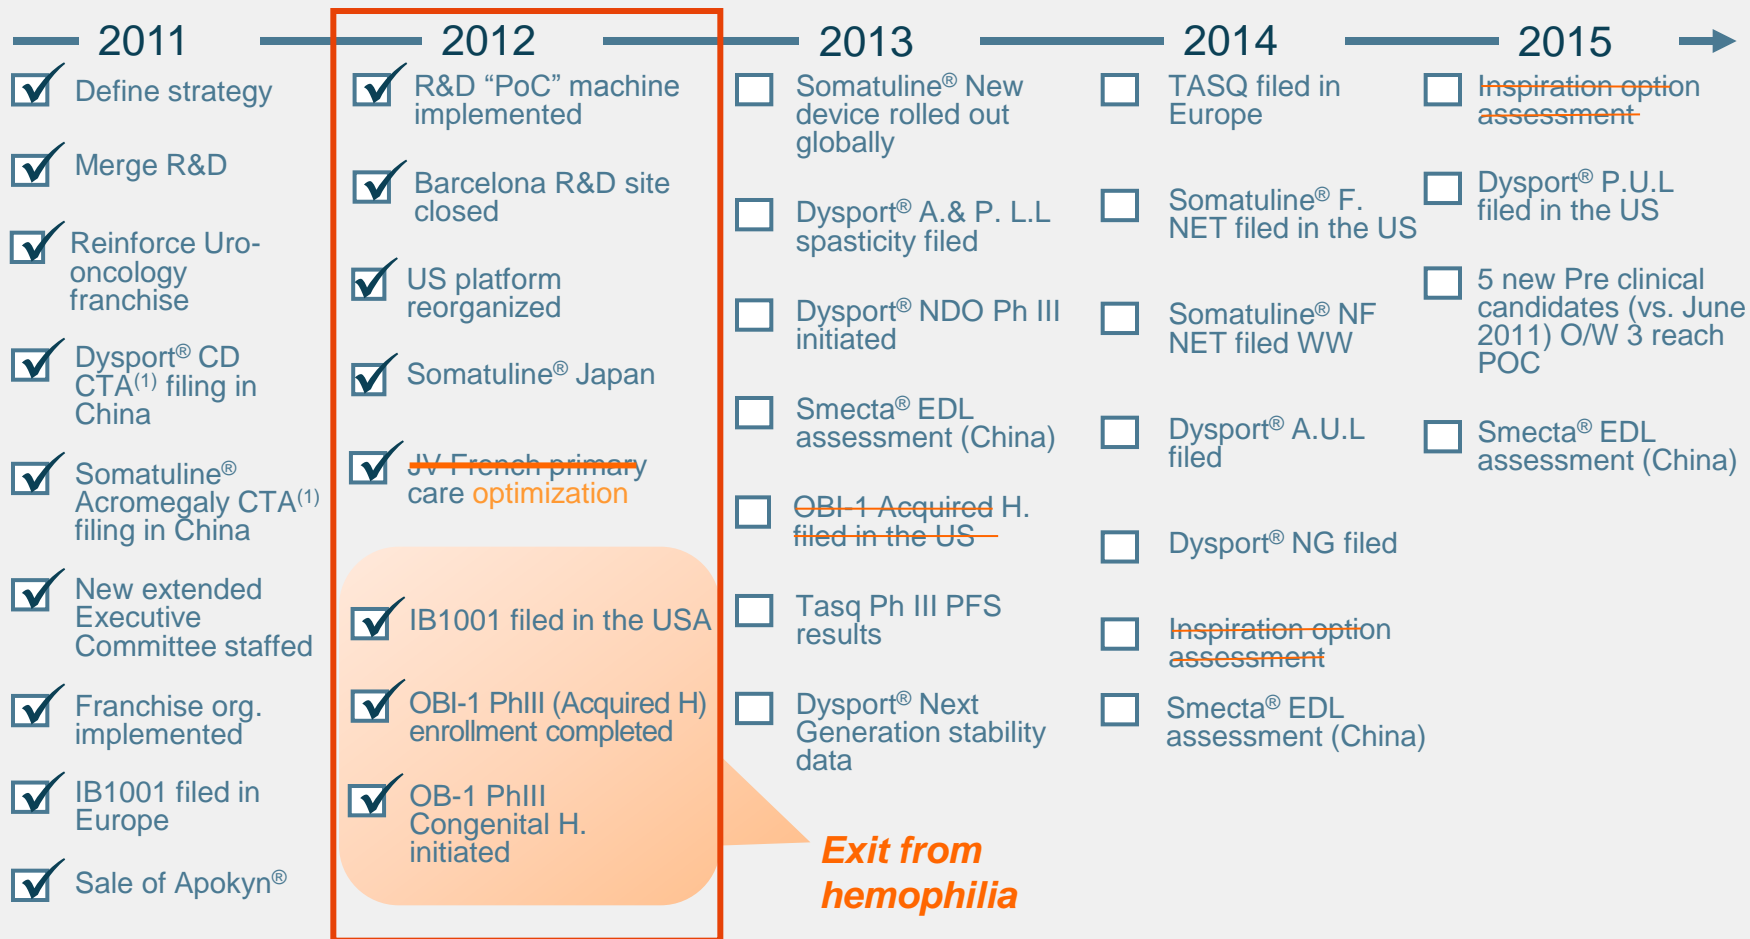 2011
Define strategy
Merge R&D
Reinforce Uro-
oncology
franchise
Dysport® CD
CTA(1) filing in
China
Somatuline®
Acromegaly CTA(1)
filing in China
New extended
Executive
Committee staffed
Franchise org.
implemented
IB1001 filed in
Europe
Sale of Apokyn®
2012
R&D “PoC” machine
implemented
Barcelona R&D site
closed
US platform
reorganized
Somatuline® Japan
JV French primary
care optimization
IB1001 filed in the USA
OBI-1 PhIII (Acquired H)
enrollment completed
OB-1 PhIII
Congenital H.
initiated
2013
Somatuline® New
device rolled out
globally
Dysport® A.& P. L.L
spasticity filed
Dysport® NDO Ph III
initiated
Smecta® EDL
assessment (China)
OBI-1 Acquired H.
filed in the US
Tasq Ph III PFS
results
Dysport® Next
Generation stability
data
Exit from
hemophilia
2014
TASQ filed in
Europe
Somatuline® F.
NET filed in the US
Somatuline® NF
NET filed WW
Dysport® A.U.L
filed
Dysport® NG filed
Inspiration option
assessment
Smecta® EDL
assessment (China)
2015
Inspiration option
assessment
Dysport® P.U.L
filed in the US
5 new Pre clinical
candidates (vs. June
2011) O/W 3 reach
POC
Smecta® EDL
assessment (China)